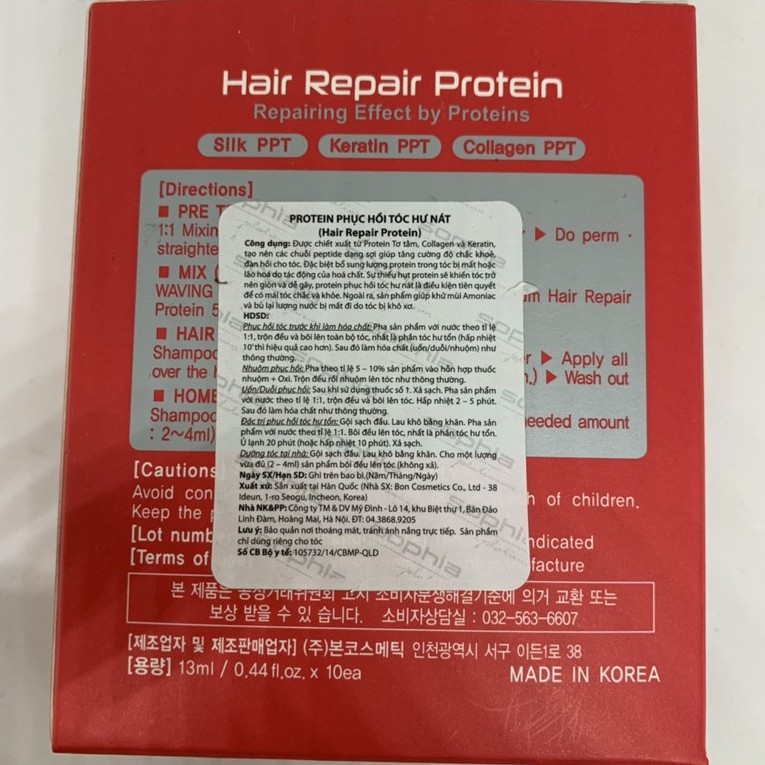 Hair Repair Protein
Repairing Effect by Proteins
Silk PPT Keratin PPT Collagen PPT
[Directions]
■ PRE
1:1 Mixin ▶ Do perm ·
straighte
■ MIX
WAVING Hair Repair
Protein 5
■ HAIR
Shampoo ▶ Apply all
over the ▶ Wash out
■ HOME
Shampoo needed amount
: 2~4ml)
PROTEIN PHỤC HỒI TÓC HƯ NÁT
(Hair Repair Protein)
Công dụng: Được chiết xuất từ Protein Tơ tằm, Collagen và Keratin,
tạo nên các chuỗi peptide dạng sợi giúp tăng cường độ chắc khoẻ,
đàn hồi cho tóc. Đặc biệt bổ sung lượng protein trong tóc bị mất hoặc
lão hoá do tác động của hoá chất. Sự thiếu hụt protein sẽ khiến tóc trở
nên giòn và dễ gãy, protein phục hồi tóc hư nát là điều kiện tiên quyết
để có mái tóc chắc và khỏe. Ngoài ra, sản phẩm giúp khử mùi Amoniac
và bù lại lượng nước bị mất đi do tóc bị khô xơ.
HDSD:
Phục hồi tóc trước khi làm hóa chất: Pha sản phẩm với nước theo tỉ lệ
1:1, trộn đều và bôi lên toàn bộ tóc, nhất là phần tóc hư tổn (hấp nhiệt
10' thì hiệu quả cao hơn). Sau đó làm hóa chất (uốn/duỗi/nhuộm) như
thông thường.
Nhuộm phục hồi: Pha theo tỉ lệ 5 – 10% sản phẩm vào hỗn hợp thuốc
nhuộm + Oxi. Trộn đều rồi nhuộm lên tóc như thông thường.
Uốn/Duỗi phục hồi: Sau khi sử dụng thuốc số 1. Xả sạch. Pha sản phẩm
với nước theo tỉ lệ 1:1, trộn đều và bôi lên tóc. Hấp nhiệt 2 – 5 phút.
Sau đó làm hóa chất như thông thường.
Đặc trị phục hồi tóc hư tổn: Gội sạch đầu. Lau khô bằng khăn. Pha sản
phẩm với nước theo tỉ lệ 1:1. Bôi đều lên tóc, nhất là phần tóc hư tổn.
Ủ lạnh 20 phút (hoặc hấp nhiệt 10 phút). Xả sạch.
Dưỡng tóc tại nhà: Gội sạch đầu. Lau khô bằng khăn. Cho một lượng
vừa đủ (2 – 4ml) sản phẩm bôi đều lên tóc (không xả).
Ngày SX/Hạn SD: Ghi trên bao bì.(Năm/Tháng/Ngày)
Xuất xứ: Sản xuất tại Hàn Quốc (Nhà SX: Bon Cosmetics Co., Ltd - 38
Ideun, 1-ro Seogu, Incheon, Korea)
Nhà NK&PP: Công ty TM & DV Mỹ Đình - Lô 14, khu Biệt thự 1, Bán Đảo
Linh Đàm, Hoàng Mai, Hà Nội. ĐT: 04.3868.9205
Lưu ý: Bảo quản nơi thoáng mát, tránh ánh nắng trực tiếp. Sản phẩm
chỉ dùng riêng cho tóc
Số CB Bộ y tế: 105732/14/CBMP-QLD
[Cautions
Avoid con of children.
Keep the
[Lot numb ndicated
[Terms of facture
본 제품은 공정거래위원회 고시 소비자분쟁해결기준에 의거 교환 또는
보상 받을 수 있습니다. 소비자상담실 : 032-563-6607
[제조업자 및 제조판매업자] (주)본코스메틱 인천광역시 서구 이든1로 38
[용량] 13ml / 0.44fl.oz. x 10ea MADE IN KOREA